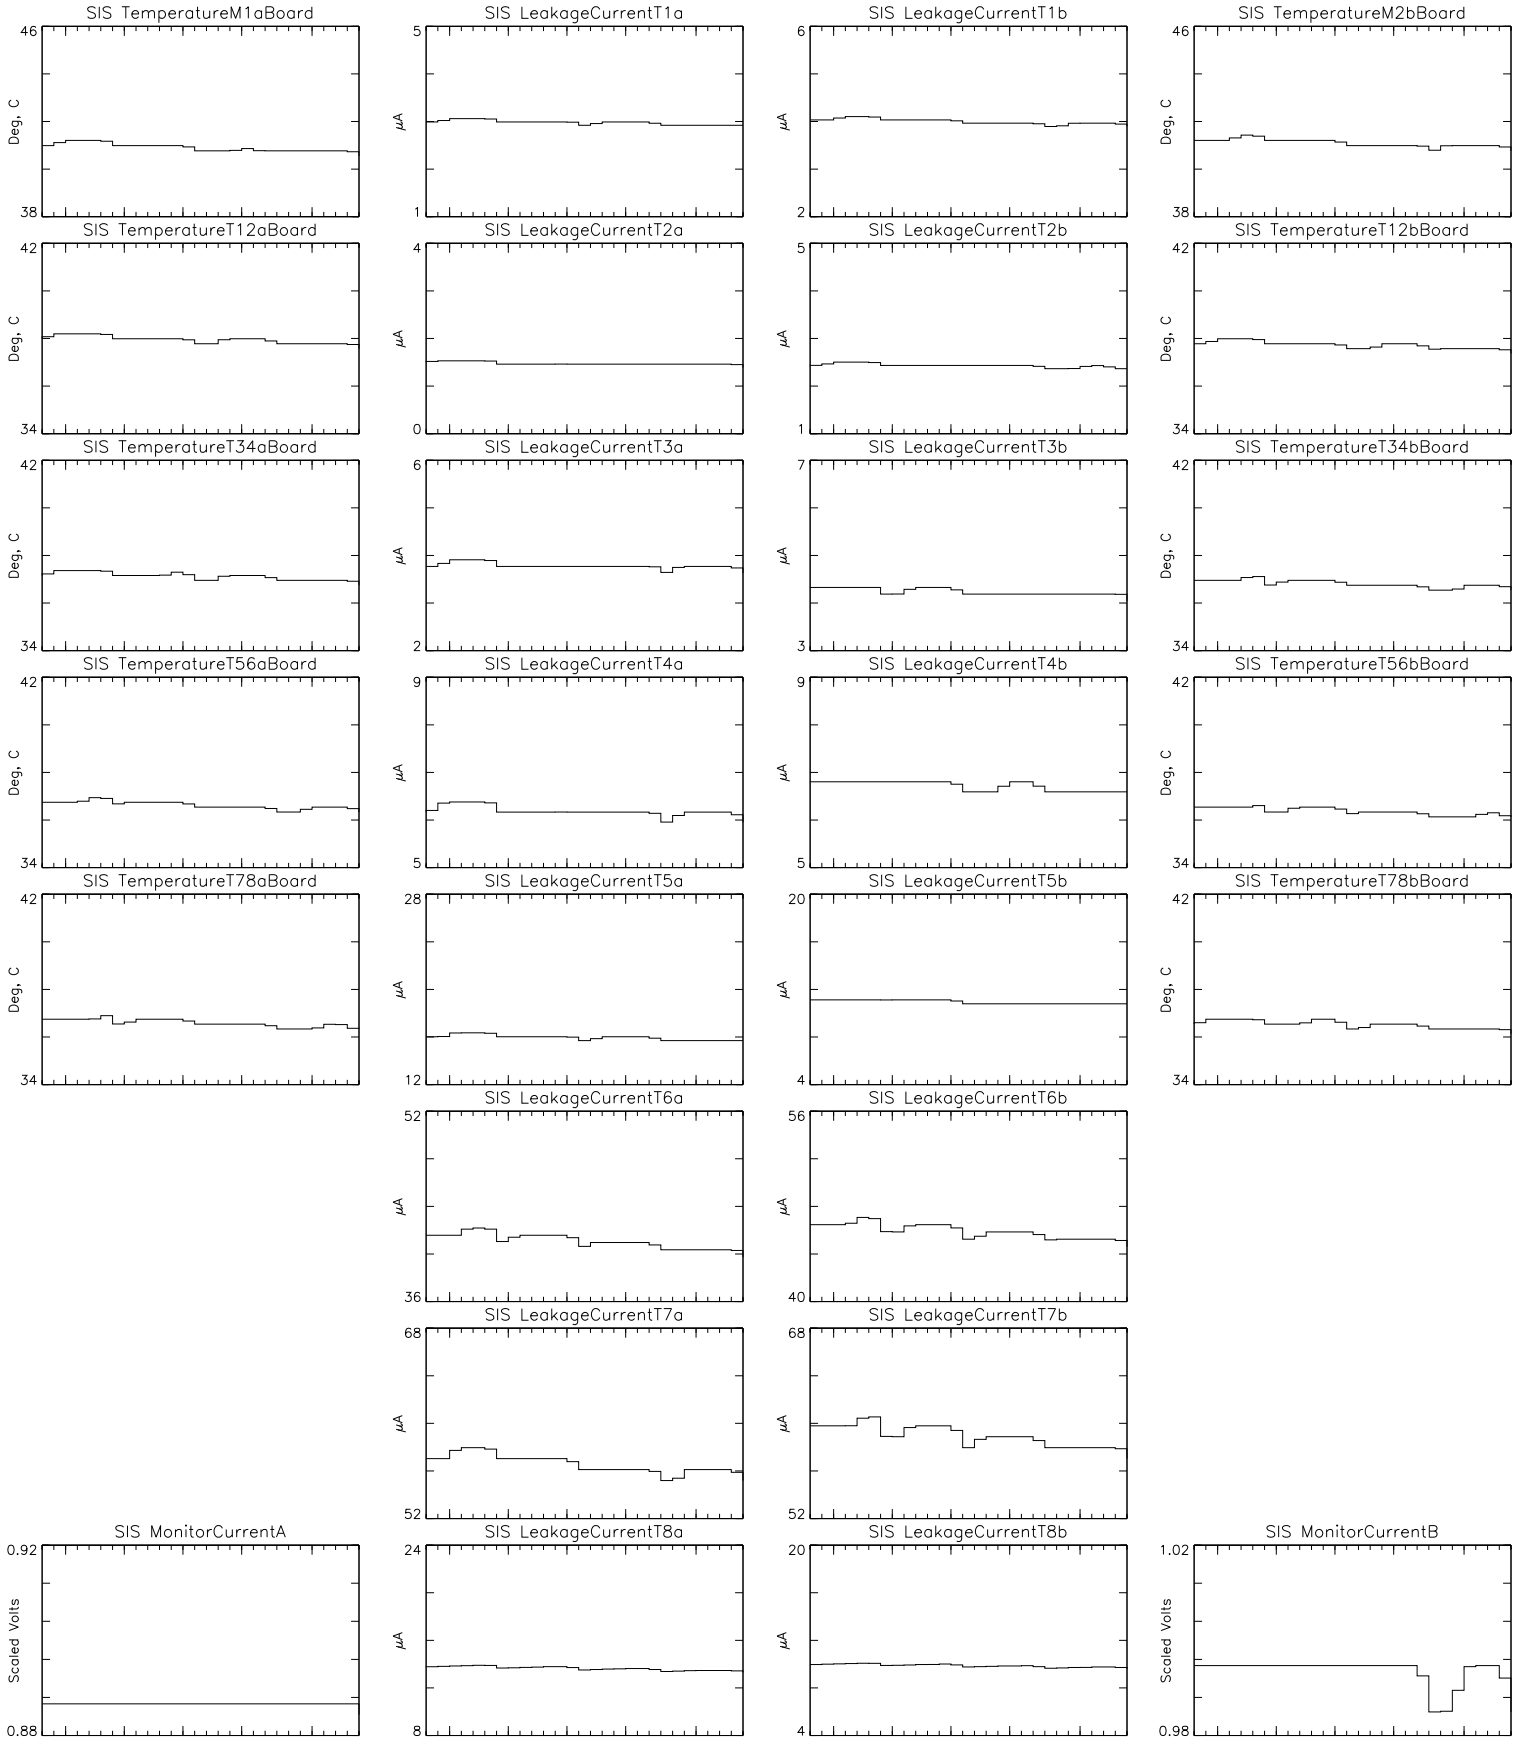 SIS TemperatureM1aBoard
46
Deg, C
38
SIS LeakageCurrentT1a
5
μA
1
SIS LeakageCurrentT1b
6
μA
2
SIS TemperatureM2bBoard
46
Deg, C
38
SIS TemperatureT12aBoard
42
Deg, C
34
SIS LeakageCurrentT2a
4
μA
0
SIS LeakageCurrentT2b
5
μA
1
SIS TemperatureT12bBoard
42
Deg, C
34
SIS TemperatureT34aBoard
42
Deg, C
34
SIS LeakageCurrentT3a
6
μA
2
SIS LeakageCurrentT3b
7
μA
3
SIS TemperatureT34bBoard
42
Deg, C
34
SIS TemperatureT56aBoard
42
Deg, C
34
SIS LeakageCurrentT4a
9
μA
5
SIS LeakageCurrentT4b
9
μA
5
SIS TemperatureT56bBoard
42
Deg, C
34
SIS TemperatureT78aBoard
42
Deg, C
34
SIS LeakageCurrentT5a
28
μA
12
SIS LeakageCurrentT5b
20
μA
4
SIS TemperatureT78bBoard
42
Deg, C
34
SIS LeakageCurrentT6a
52
μA
36
SIS LeakageCurrentT6b
56
μA
40
SIS LeakageCurrentT7a
68
μA
52
SIS LeakageCurrentT7b
68
μA
52
SIS MonitorCurrentA
0.92
Scaled Volts
0.88
SIS LeakageCurrentT8a
24
μA
8
SIS LeakageCurrentT8b
20
μA
4
SIS MonitorCurrentB
1.02
Scaled Volts
0.98